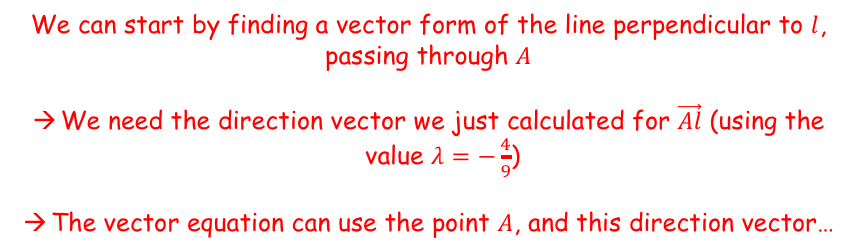 We can start by finding a vector form of the line perpendicular to l,
passing through A
→ We need the direction vector we just calculated for \overrightarrow{Al} (using the
value λ = −4/9)
→ The vector equation can use the point A, and this direction vector…